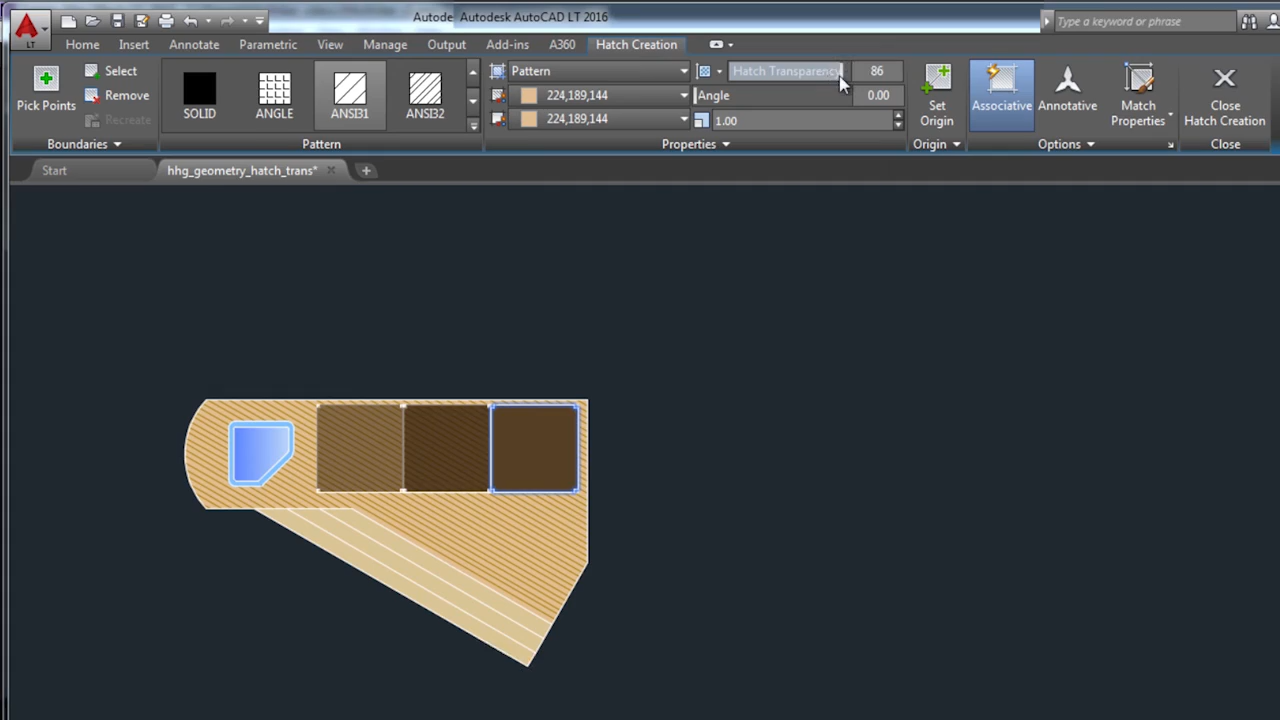 Autode Autodesk AutoCAD LT 2016
Type a keyword or phrase
LT
Home Insert Annotate Parametric View Manage Output Add-ins A360 Hatch Creation
Select
Remove
Recreate
Pick Points
SOLID ANGLE ANSI31 ANSI32
Pattern
224,189,144
224,189,144
Hatch Transparency 86
Angle 0.00
1.00
Set
Origin
Associative
Annotative
Match
Properties
Close
Hatch Creation
Boundaries Pattern Properties Origin Options Close
Start hhg_geometry_hatch_trans*